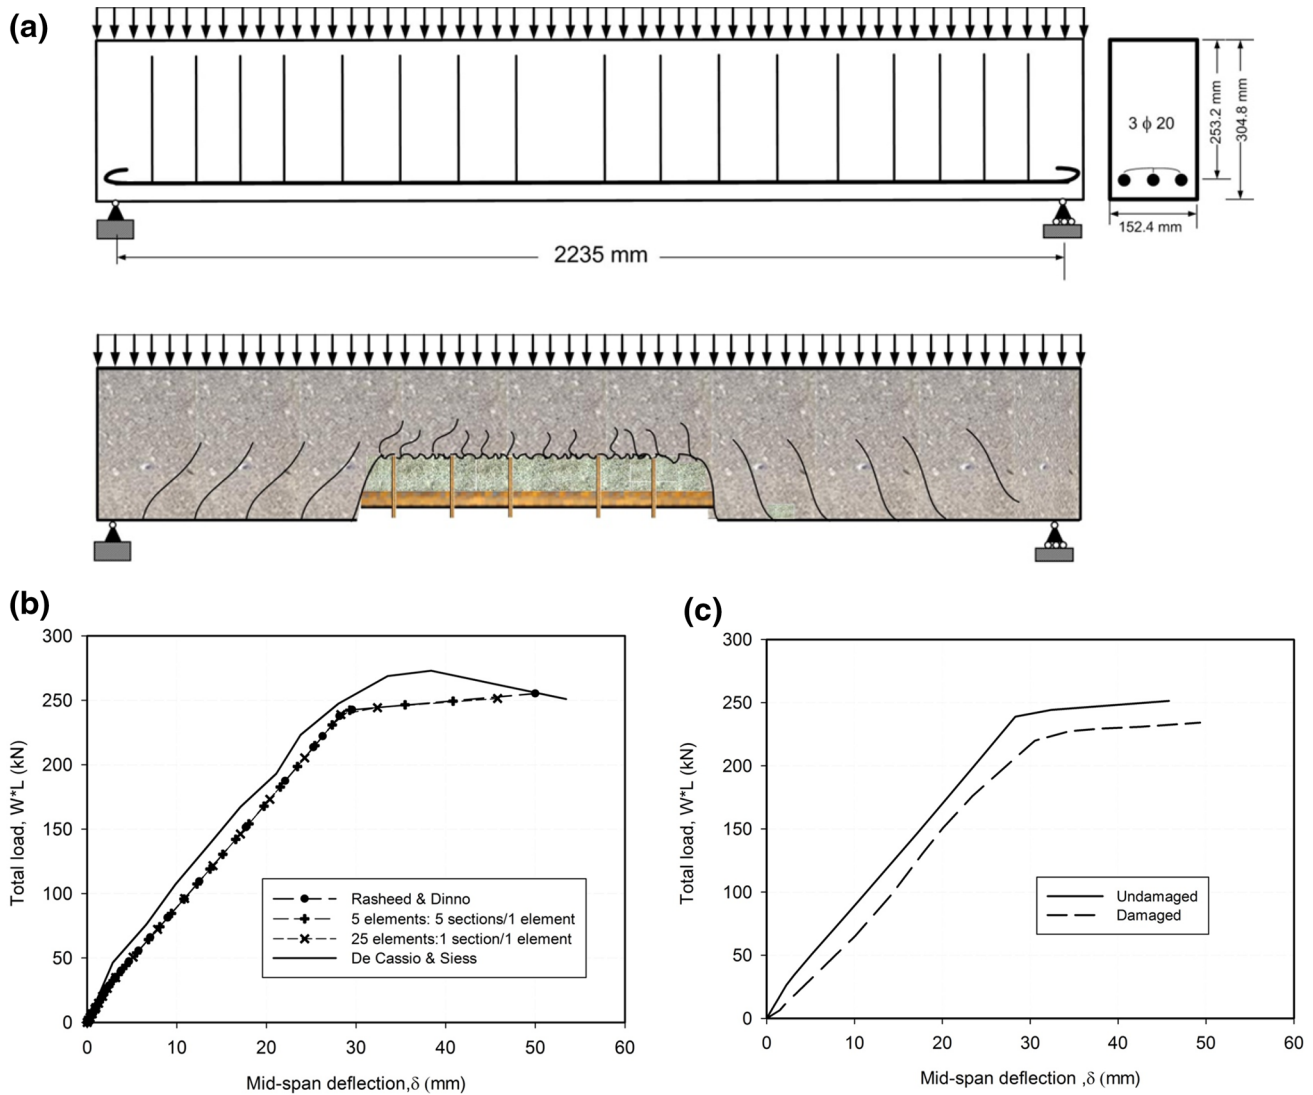 (a)
3 ϕ 20
253.2 mm
304.8 mm
152.4 mm
2235 mm
(b)
300
250
200
150
100
50
0
Total load, W*L (kN)
Rasheed & Dinno
5 elements: 5 sections/1 element
25 elements:1 section/1 element
De Cassio & Siess
0 10 20 30 40 50 60
Mid-span deflection,δ (mm)
(c)
300
250
200
150
100
50
0
Total load, W*L (kN)
Undamaged
Damaged
0 10 20 30 40 50 60
Mid-span deflection ,δ (mm)